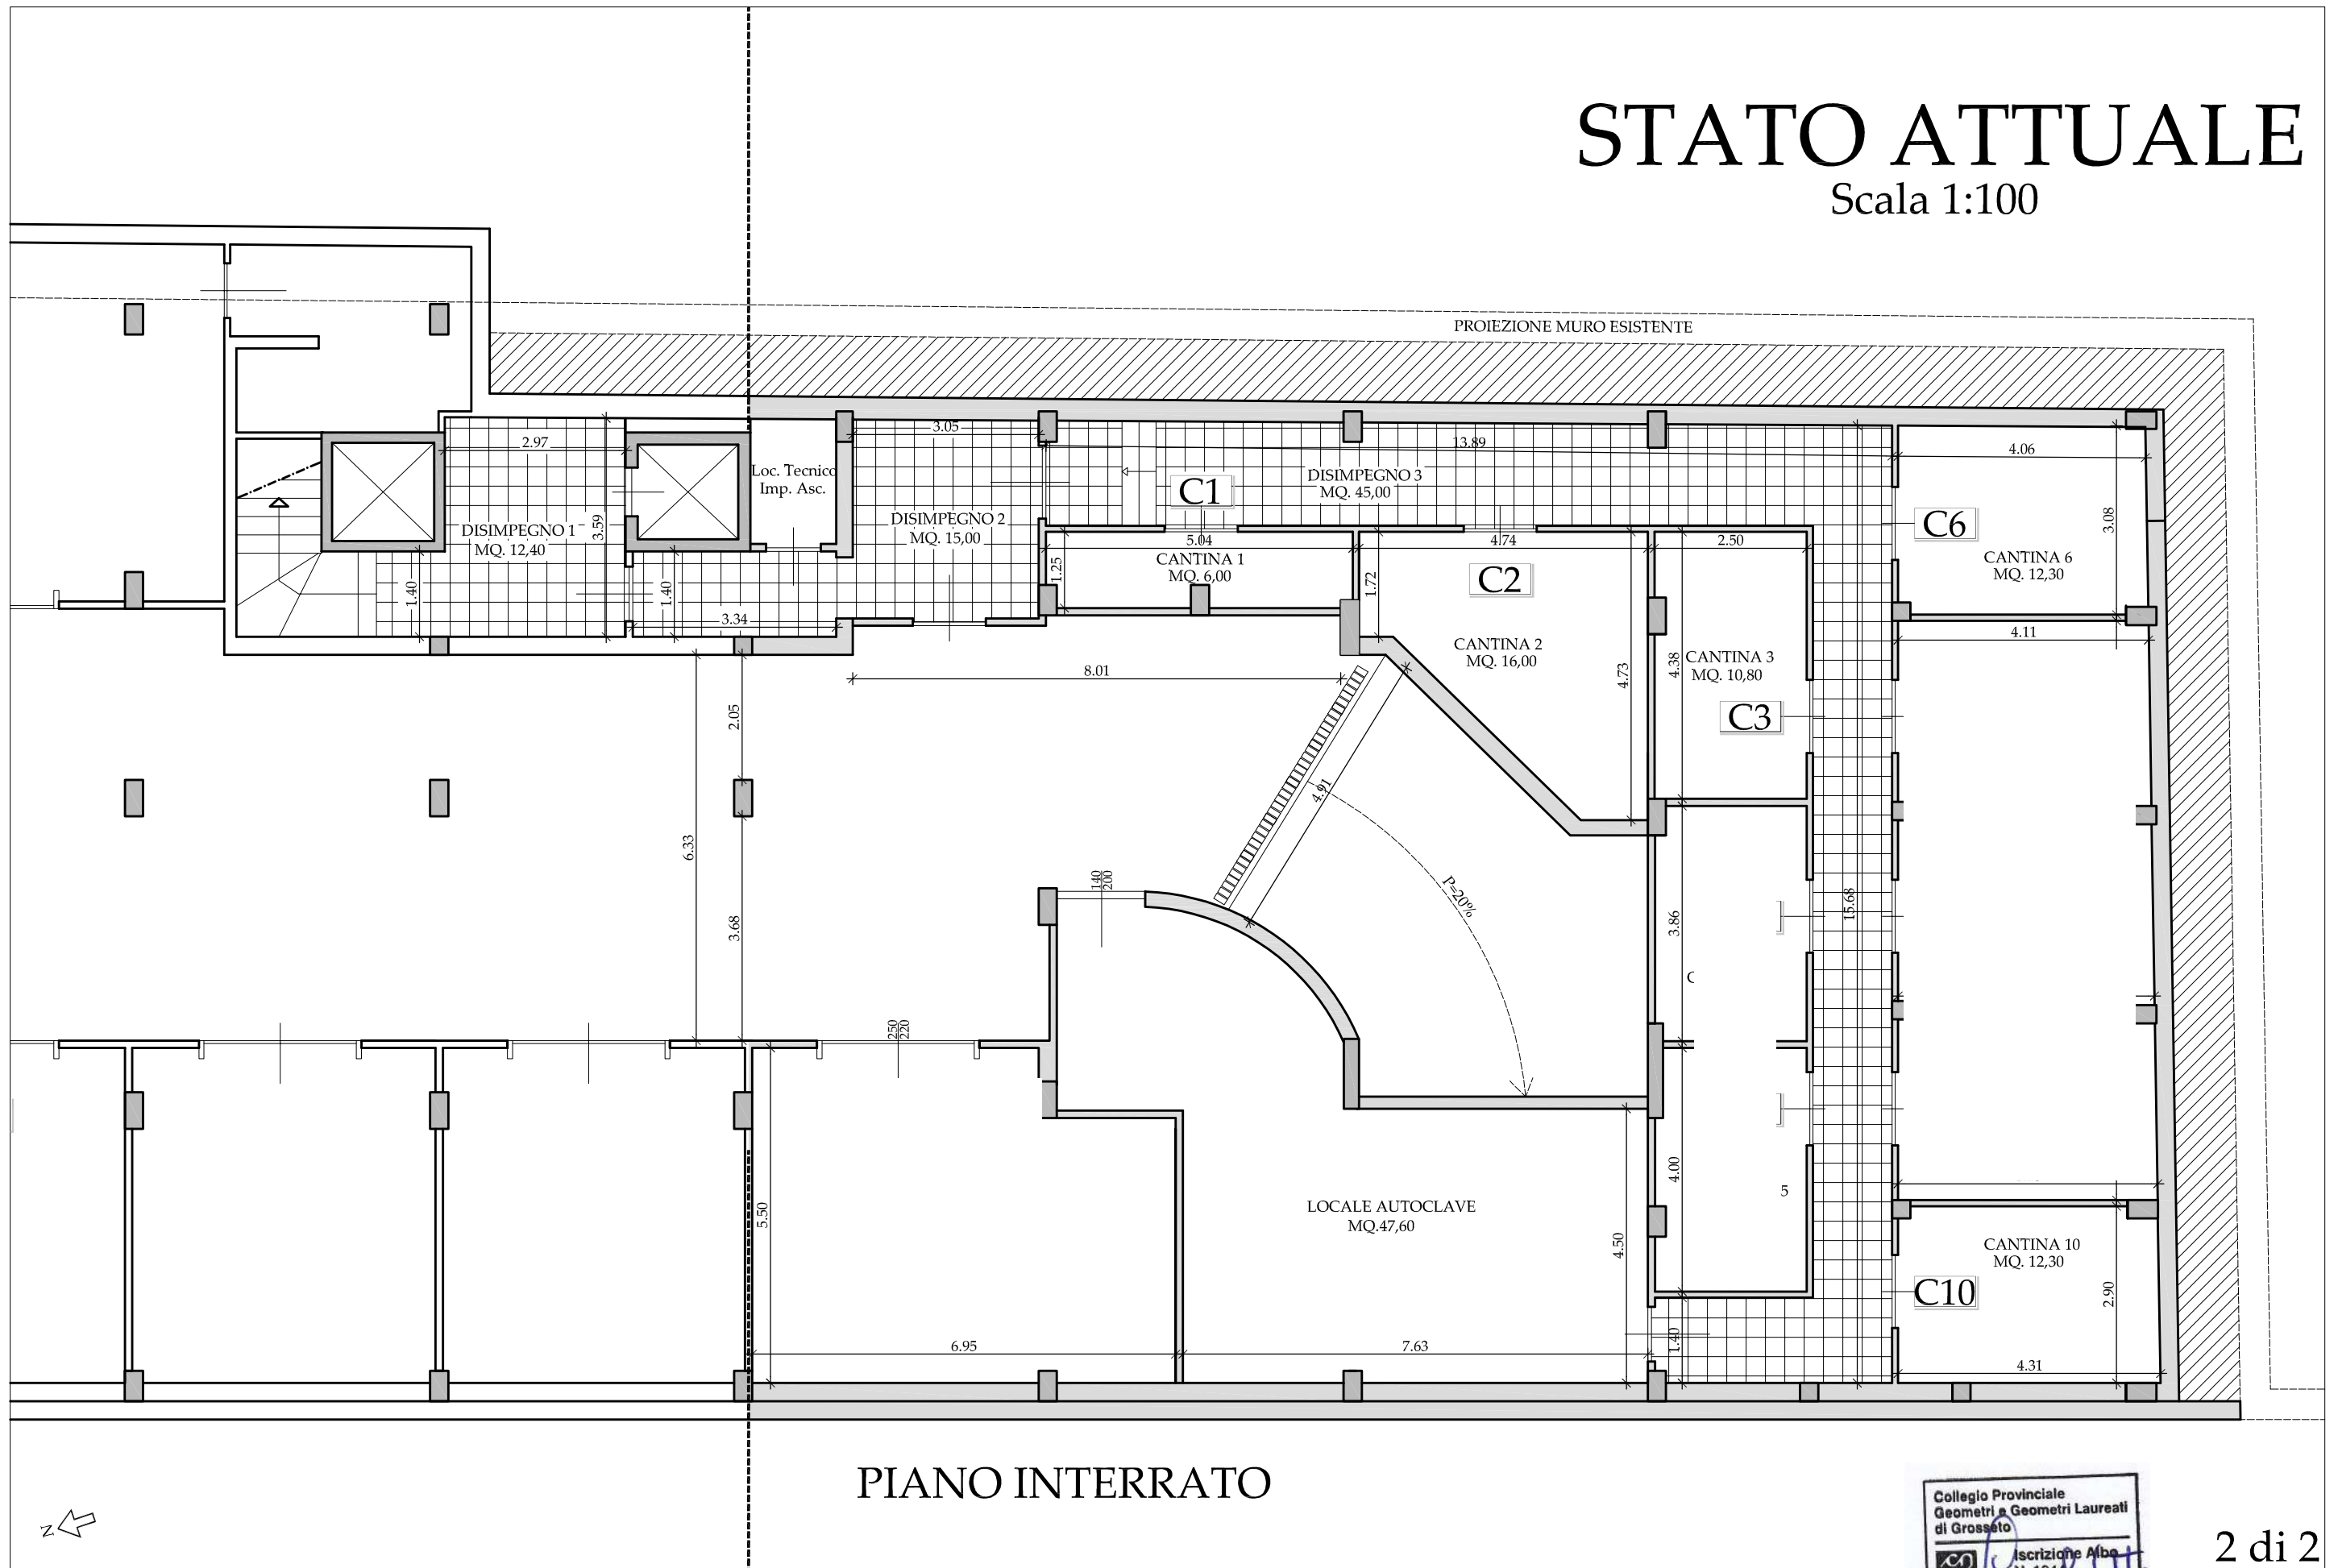 STATO ATTUALE
Scala 1:100
PROIEZIONE MURO ESISTENTE
2.97
3.05
13.89
4.06
Loc. Tecnico
Imp. Asc.
DISIMPEGNO 3
MQ. 45,00
C1
DISIMPEGNO 1
MQ. 12,40
3.59
DISIMPEGNO 2
MQ. 15,00
C6
3.08
5.04
4.74
2.50
CANTINA 1
MQ. 6,00
1.25
1.72
C2
CANTINA 6
MQ. 12,30
1.40
1.40
3.34
4.11
CANTINA 2
MQ. 16,00
4.73
4.38
CANTINA 3
MQ. 10,80
8.01
2.05
C3
4.91
6.33
140
200
P=20%
3.86
15.68
3.68
C
250
220
4.00
5
5.50
LOCALE AUTOCLAVE
MQ.47,60
4.50
CANTINA 10
MQ. 12,30
C10
2.90
1.40
6.95
7.63
4.31
PIANO INTERRATO
N
Collegio Provinciale
Geometri e Geometri Laureati
di Grosseto
Iscrizione Albo
2 di 2